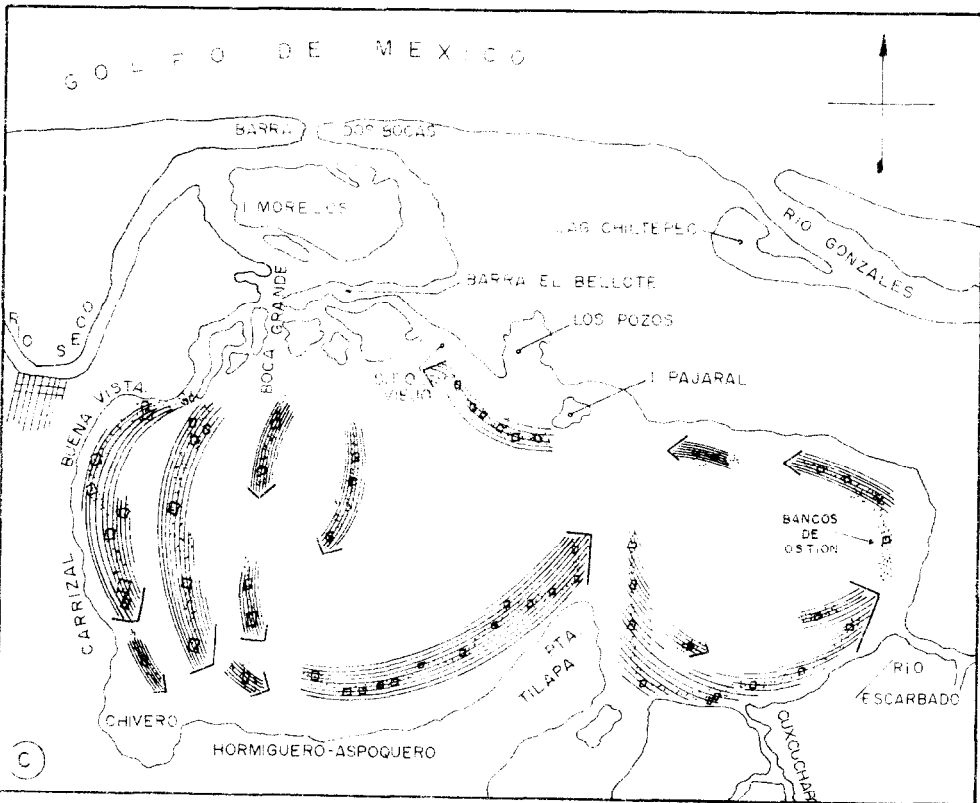 GOLFO DE MEXICO
BARRA DOS BOCAS
I MORELOS
LAG CHILTEPEC
RIO GONZALES
BARRA EL BELLOTE
BOCA GRANDE
LOS POZOS
RIO SECO
VIEJO
I PAJARAL
BUENA VISTA
BANCOS
DE
OSTION
CARRIZAL
PTA
TILAPA
RIO
ESCARBADO
CHIVERO
HORMIGUERO-ASPOQUERO
C